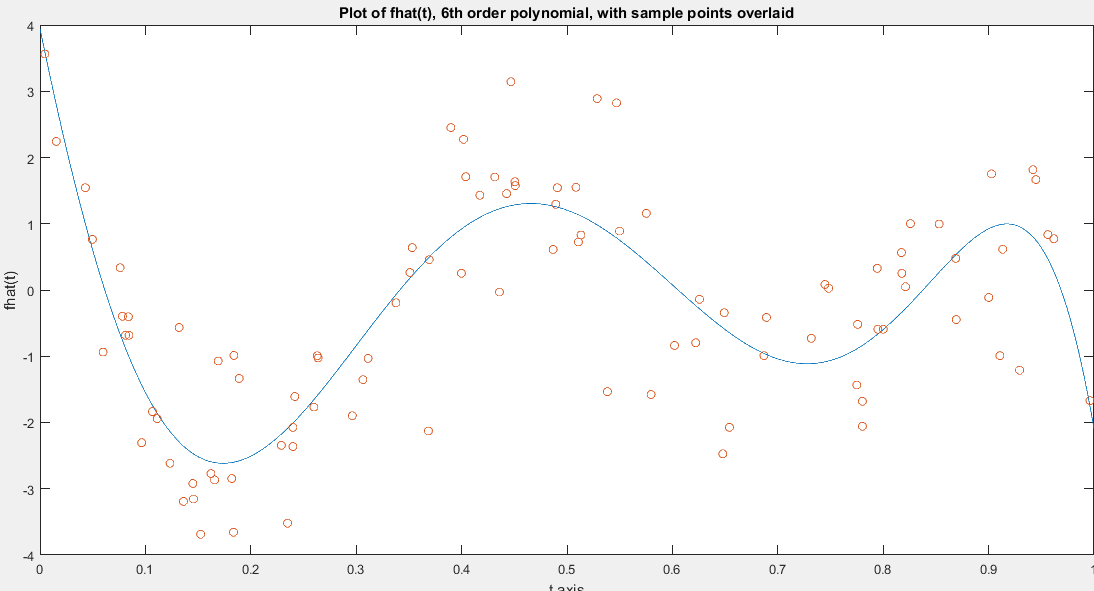 Plot of fhat(t), 6th order polynomial, with sample points overlaid
4
3
2
1
0
-1
-2
-3
-4
fhat(t)
0 0.1 0.2 0.3 0.4 0.5 0.6 0.7 0.8 0.9 1
t axis